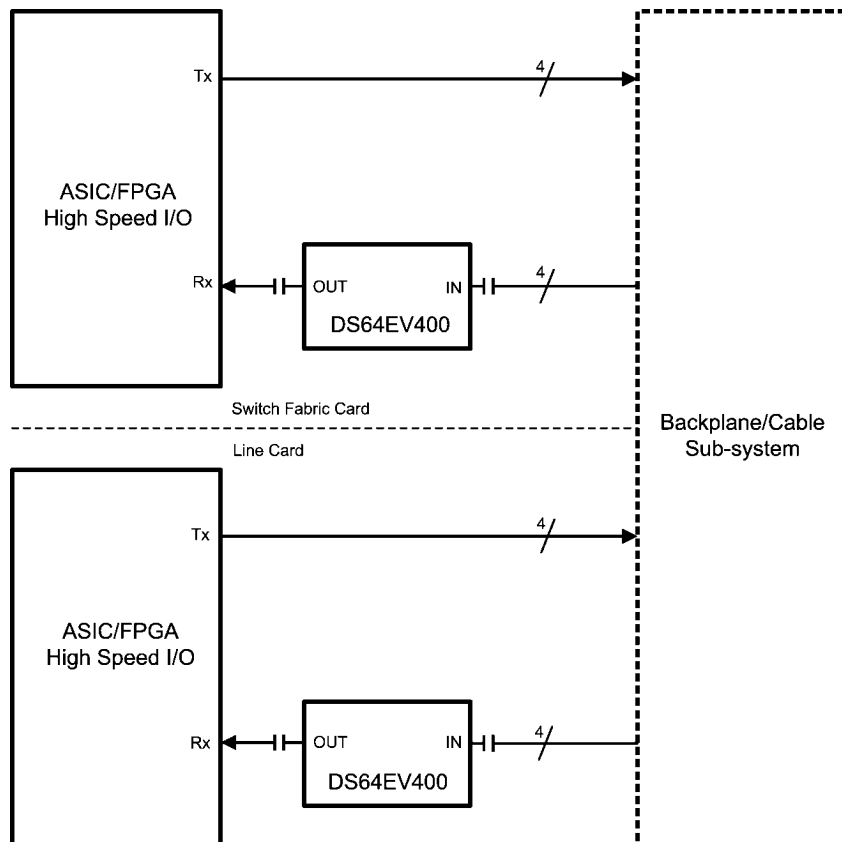 Tx
4
ASIC/FPGA
High Speed I/O
4
Rx
OUT
IN
DS64EV400
Switch Fabric Card
Backplane/Cable
Sub-system
Line Card
Tx
4
ASIC/FPGA
High Speed I/O
4
Rx
OUT
IN
DS64EV400